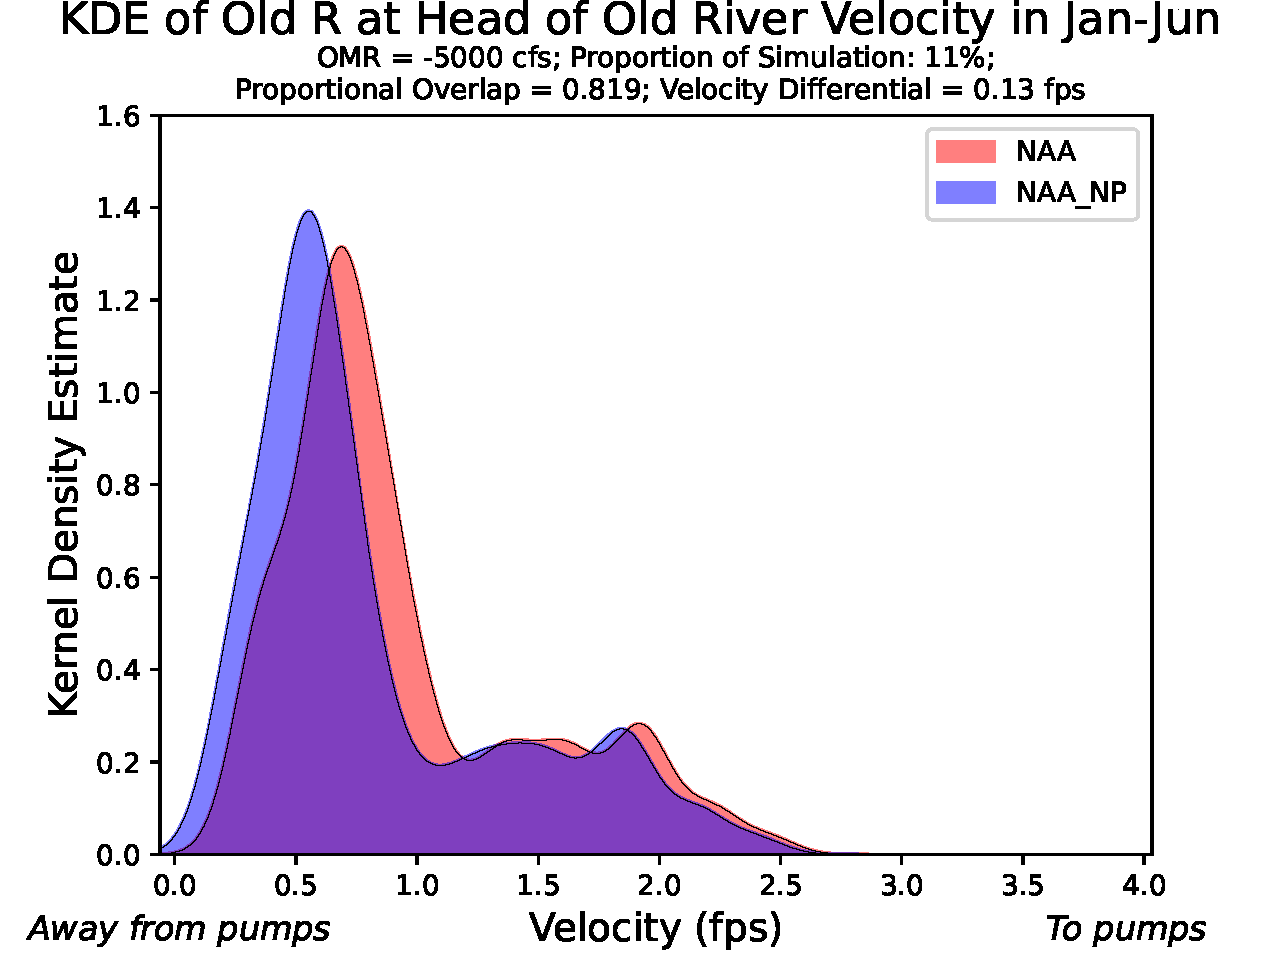 KDE of Old R at Head of Old River Velocity in Jan-Jun
OMR = -5000 cfs; Proportion of Simulation: 11%;
Proportional Overlap = 0.819; Velocity Differential = 0.13 fps
NAA
NAA_NP
Kernel Density Estimate
1.6
1.4
1.2
1.0
0.8
0.6
0.4
0.2
0.0
0.0 0.5 1.0 1.5 2.0 2.5 3.0 3.5 4.0
Away from pumps Velocity (fps) To pumps